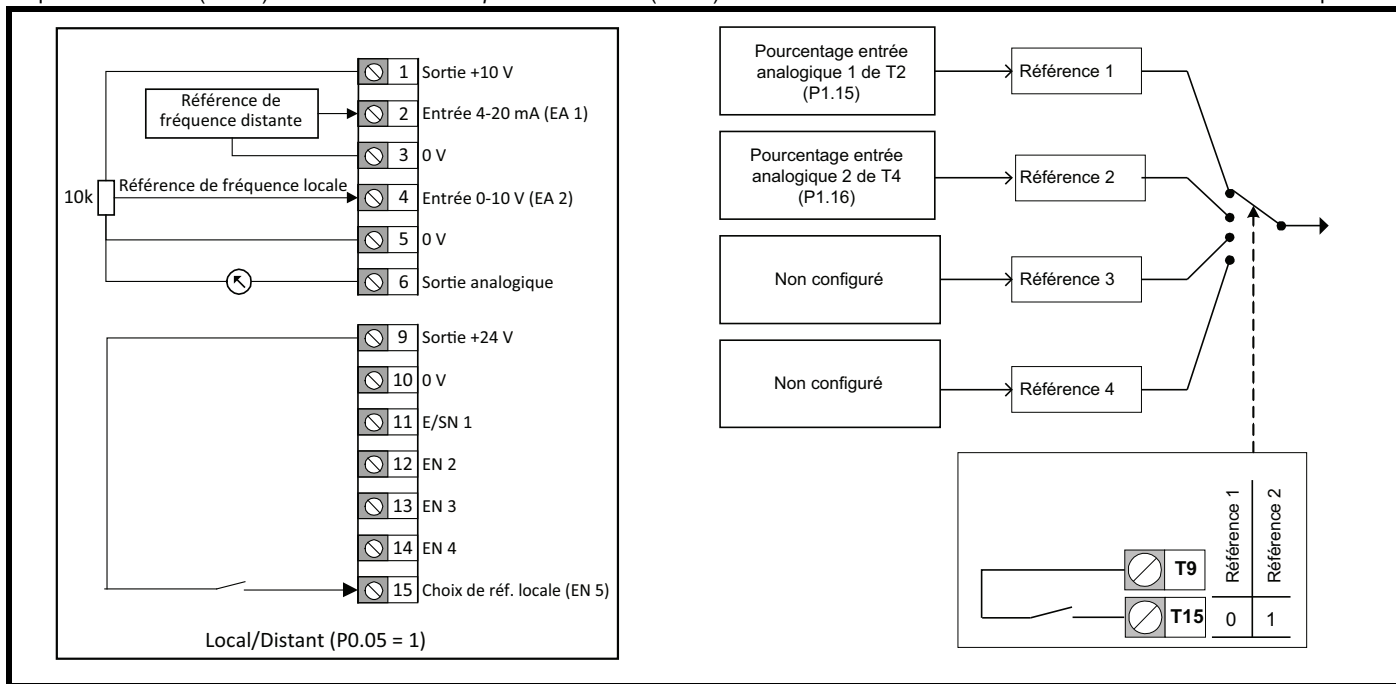 1 Sortie +10 V
Référence de
fréquence distante
2 Entrée 4-20 mA (EA 1)
3 0 V
10k
Référence de fréquence locale
4 Entrée 0-10 V (EA 2)
5 0 V
6 Sortie analogique
9 Sortie +24 V
10 0 V
11 E/SN 1
12 EN 2
13 EN 3
14 EN 4
15 Choix de réf. locale (EN 5)
Local/Distant (P0.05 = 1)
Pourcentage entrée
analogique 1 de T2
(P1.15)
Référence 1
Pourcentage entrée
analogique 2 de T4
(P1.16)
Référence 2
Non configuré
Référence 3
Non configuré
Référence 4
Référence 1
Référence 2
T9
T15 0 1